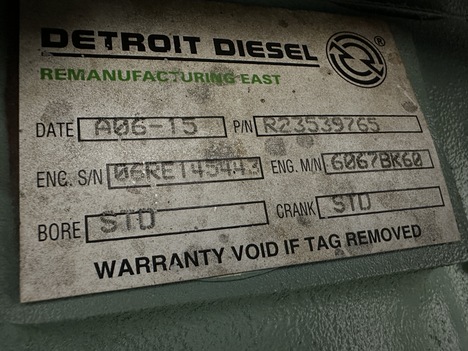 DETROIT DIESEL ®
REMANUFACTURING EAST
DATE A06-15 P/N R23539765
ENG. S/N 06RE145443 ENG. M/N 6067BK60
BORE STD CRANK STD
WARRANTY VOID IF TAG REMOVED